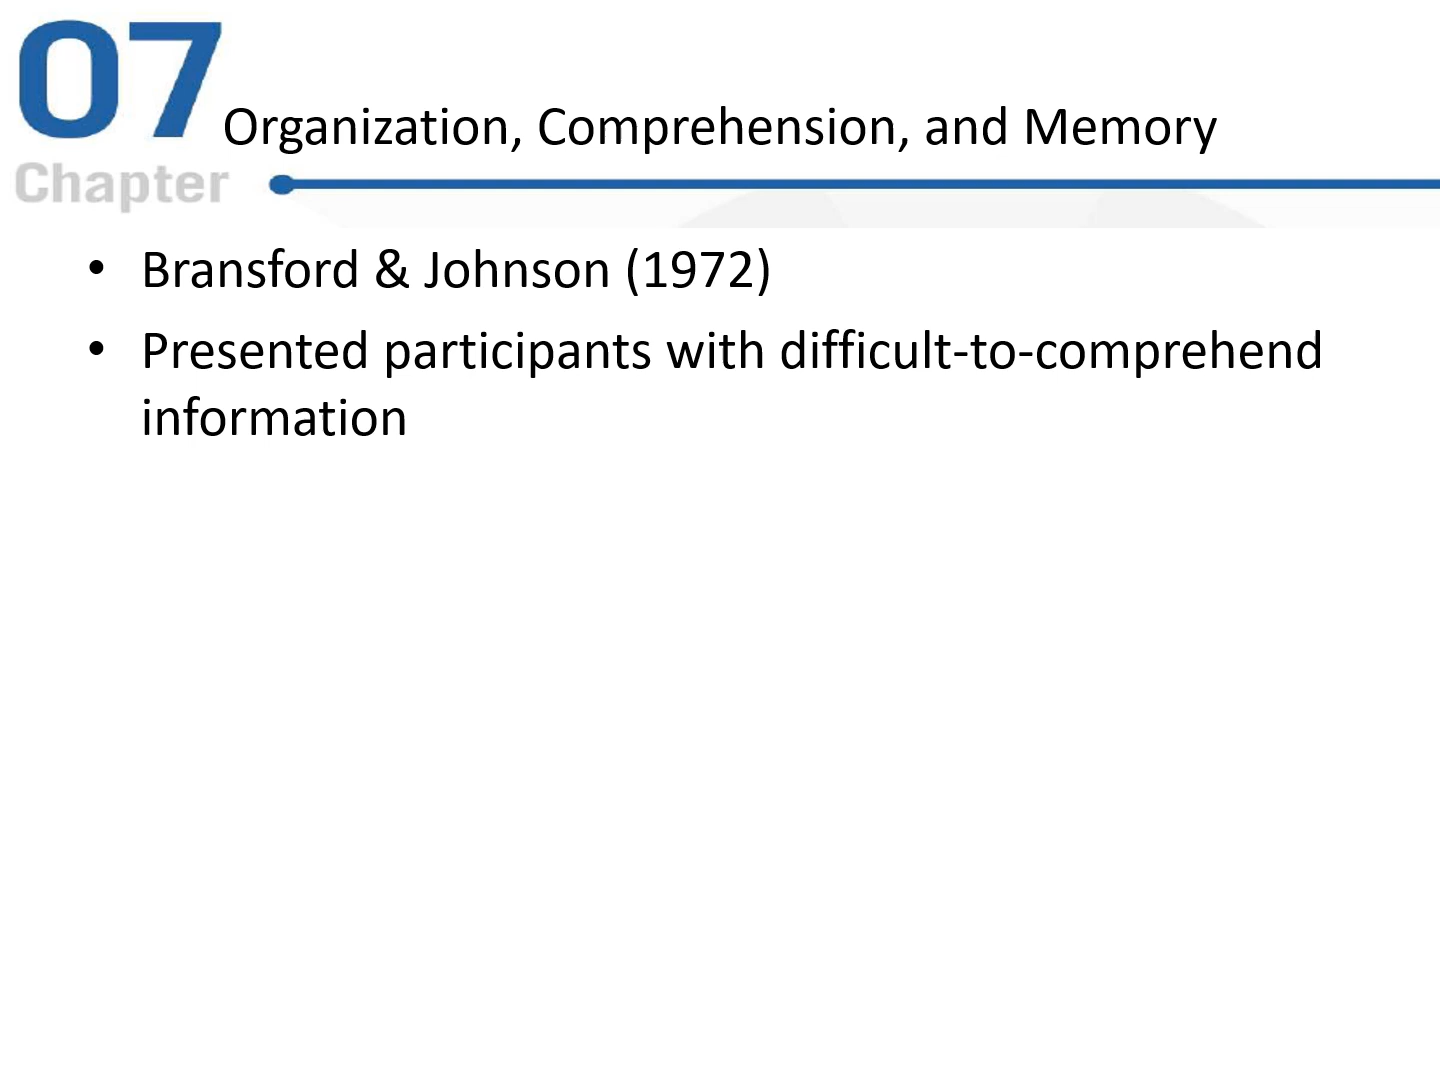 07
Chapter
Organization, Comprehension, and Memory
• Bransford & Johnson (1972)
• Presented participants with difficult-to-comprehend
information